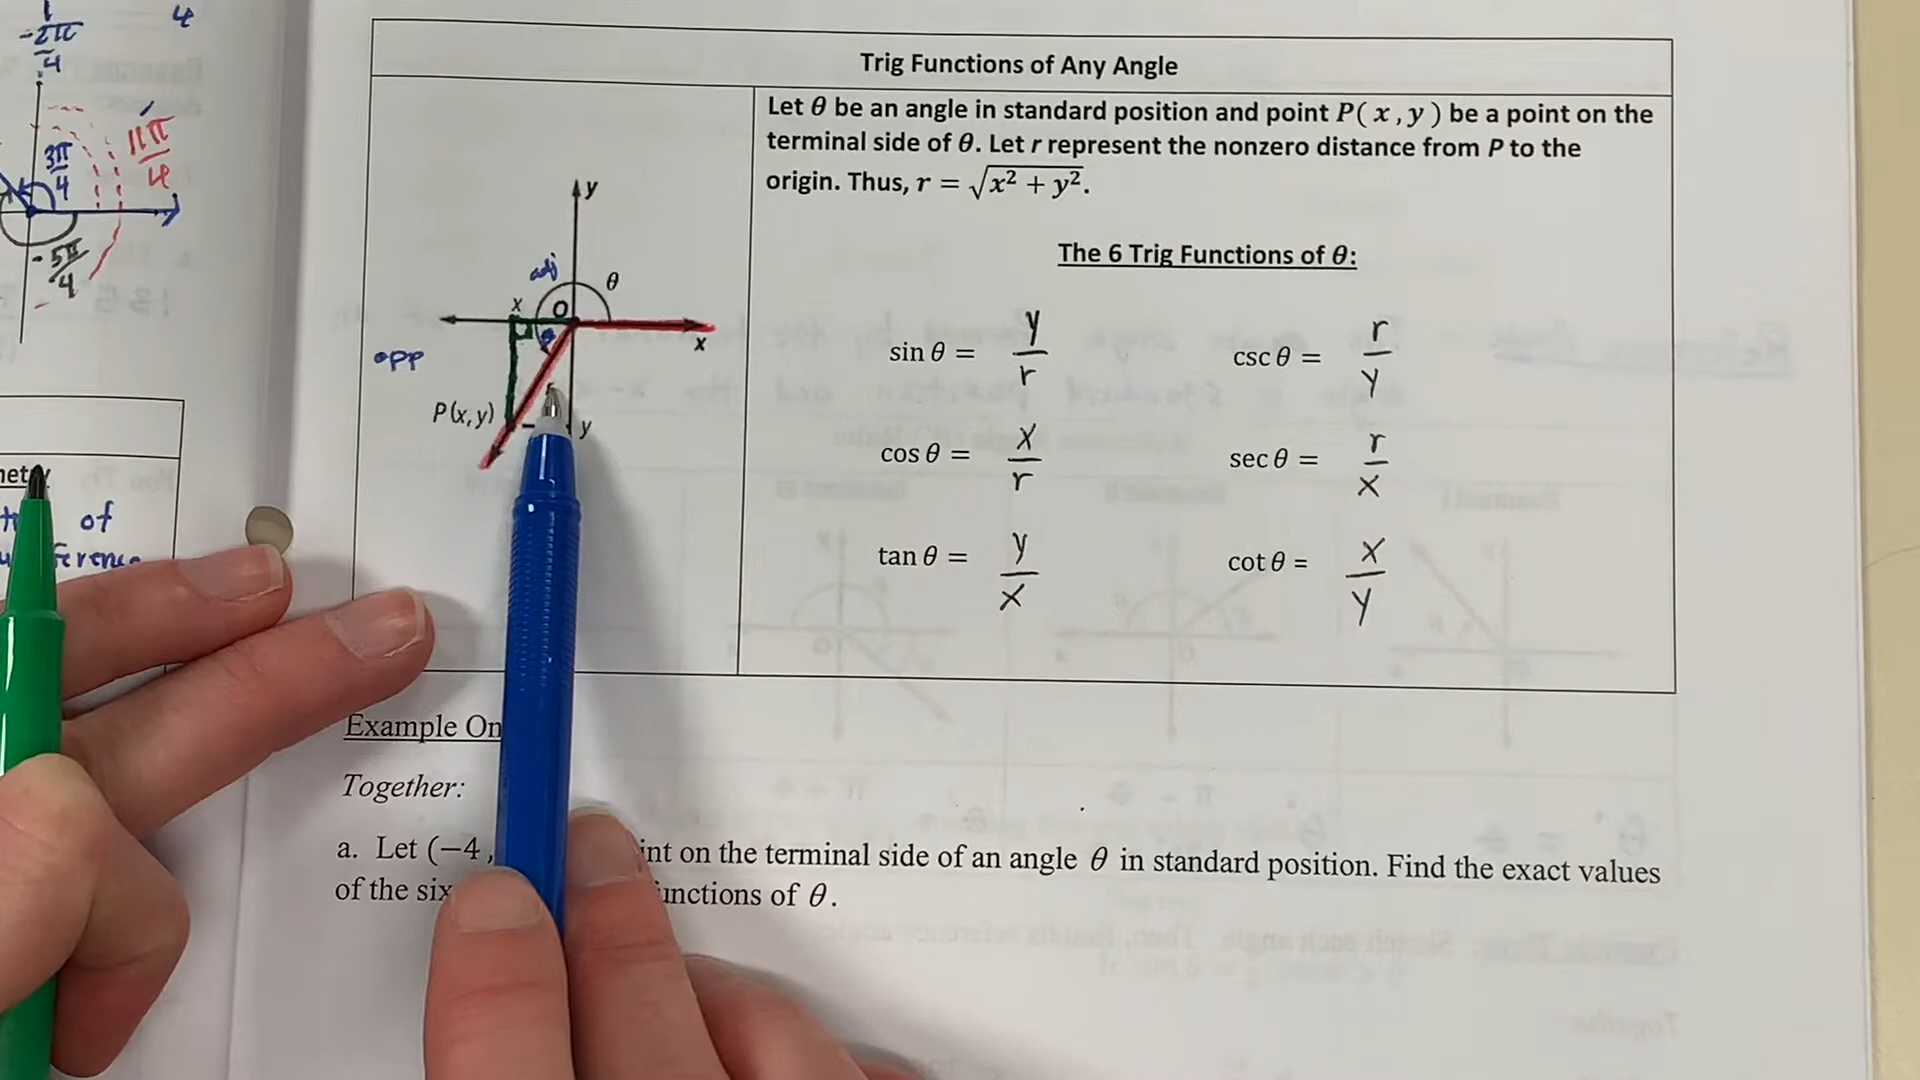 -2π
4
4
3π
4
11π
4
-5π
4
of
Trig Functions of Any Angle
Let θ be an angle in standard position and point P( x , y ) be a point on the
terminal side of θ. Let r represent the nonzero distance from P to the
origin. Thus, r = √x² + y².
The 6 Trig Functions of θ:
sin θ = y/r
csc θ = r/y
cos θ = x/r
sec θ = r/x
tan θ = y/x
cot θ = x/y
y
adj
θ
x
O
x
opp
P(x,y)
y
Example
Together:
a. Let (−4 , on the terminal side of an angle θ in standard position. Find the exact values
of the six of θ.